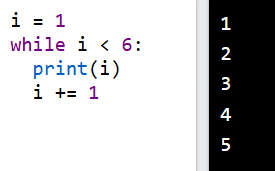 i = 1
while i < 6:
  print(i)
  i += 1
1
2
3
4
5